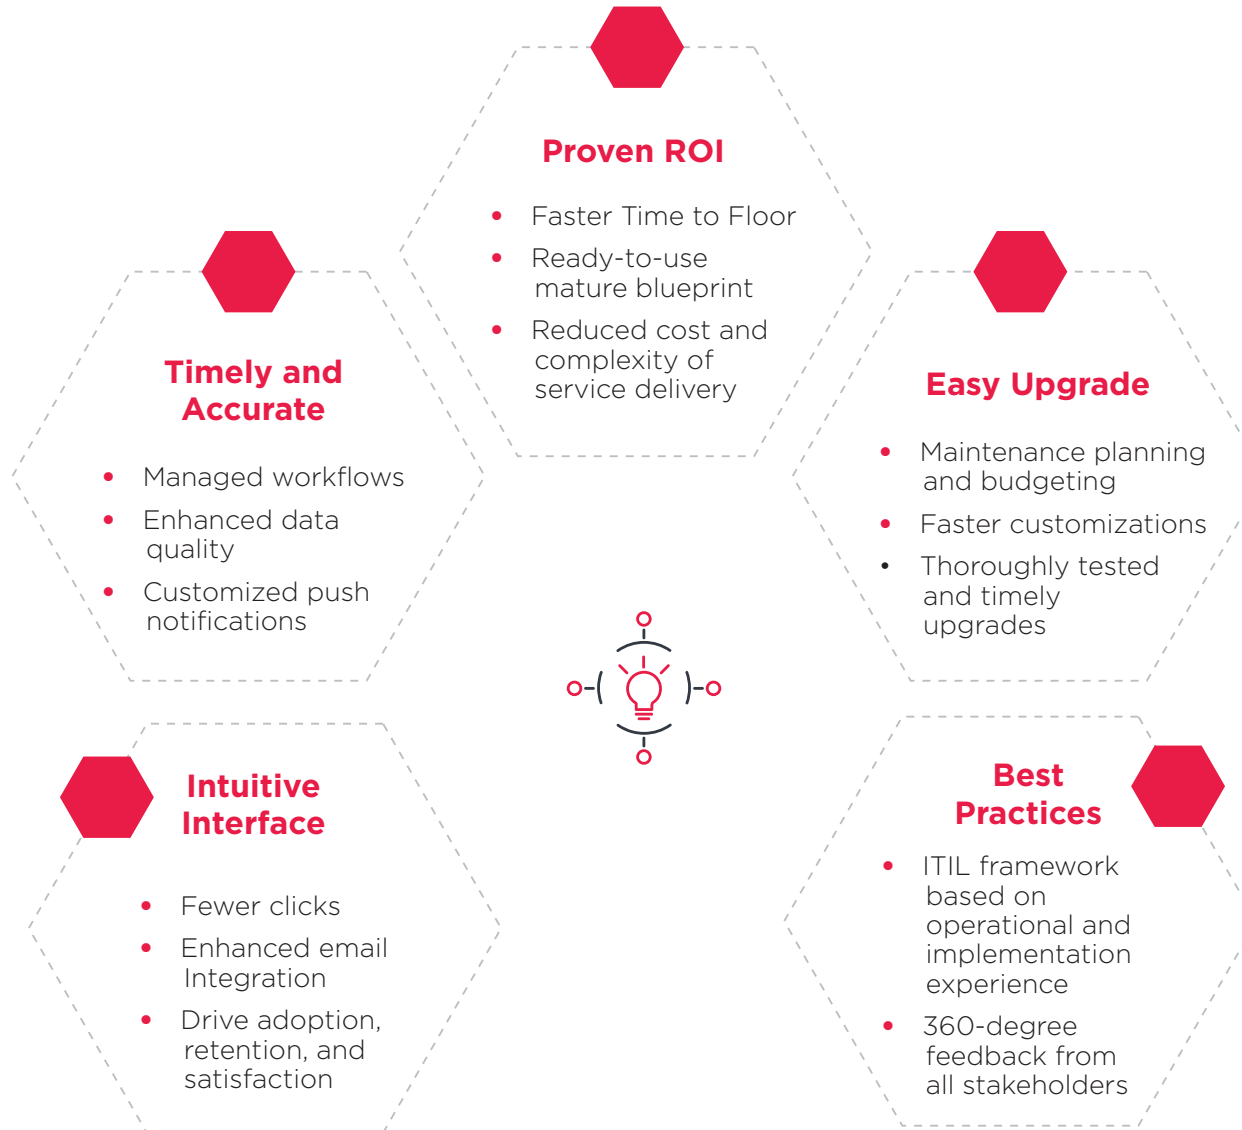 Proven ROI
• Faster Time to Floor
• Ready-to-use
mature blueprint
• Reduced cost and
complexity of
service delivery
Timely and
Accurate
• Managed workflows
• Enhanced data
quality
• Customized push
notifications
Easy Upgrade
• Maintenance planning
and budgeting
• Faster customizations
• Thoroughly tested
and timely
upgrades
Intuitive
Interface
• Fewer clicks
• Enhanced email
Integration
• Drive adoption,
retention, and
satisfaction
Best
Practices
• ITIL framework
based on
operational and
implementation
experience
• 360-degree
feedback from
all stakeholders